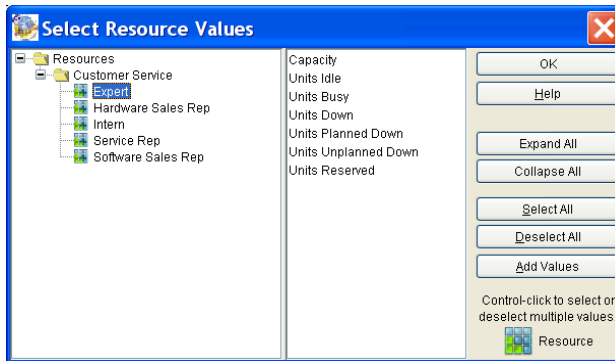 Select Resource Values
Resources
Customer Service
Expert
Hardware Sales Rep
Intern
Service Rep
Software Sales Rep
Capacity
Units Idle
Units Busy
Units Down
Units Planned Down
Units Unplanned Down
Units Reserved
OK
Help
Expand All
Collapse All
Select All
Deselect All
Add Values
Control-click to select or
deselect multiple values
Resource